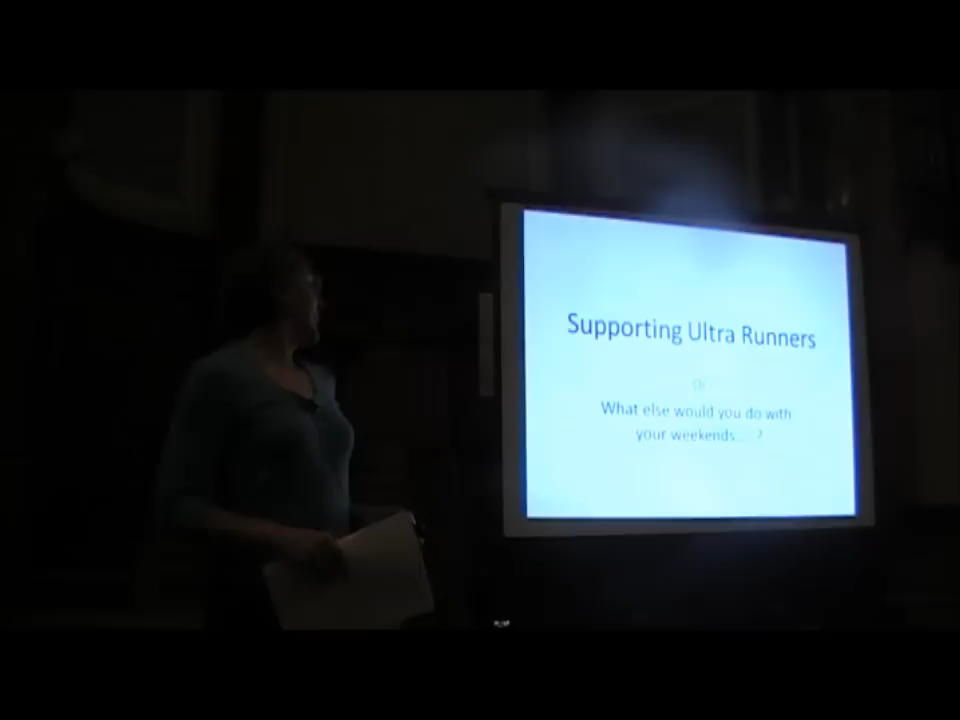 Supporting Ultra Runners
Or
What else would you do with
your weekends....?